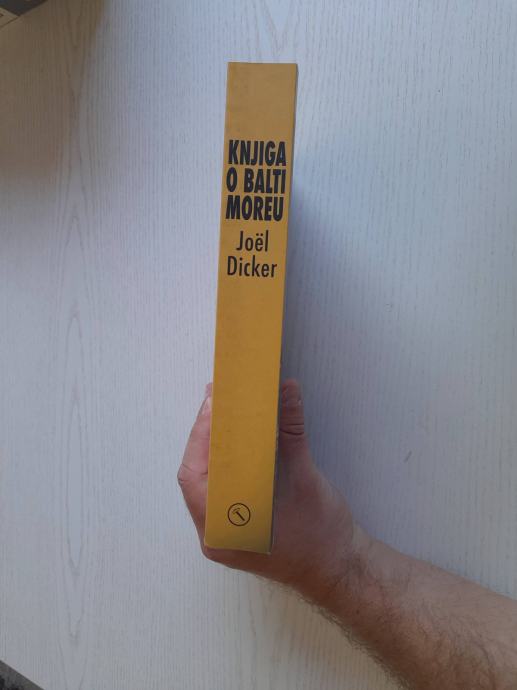 KNJIGA
O BALTI
MOREU
Joël
Dicker